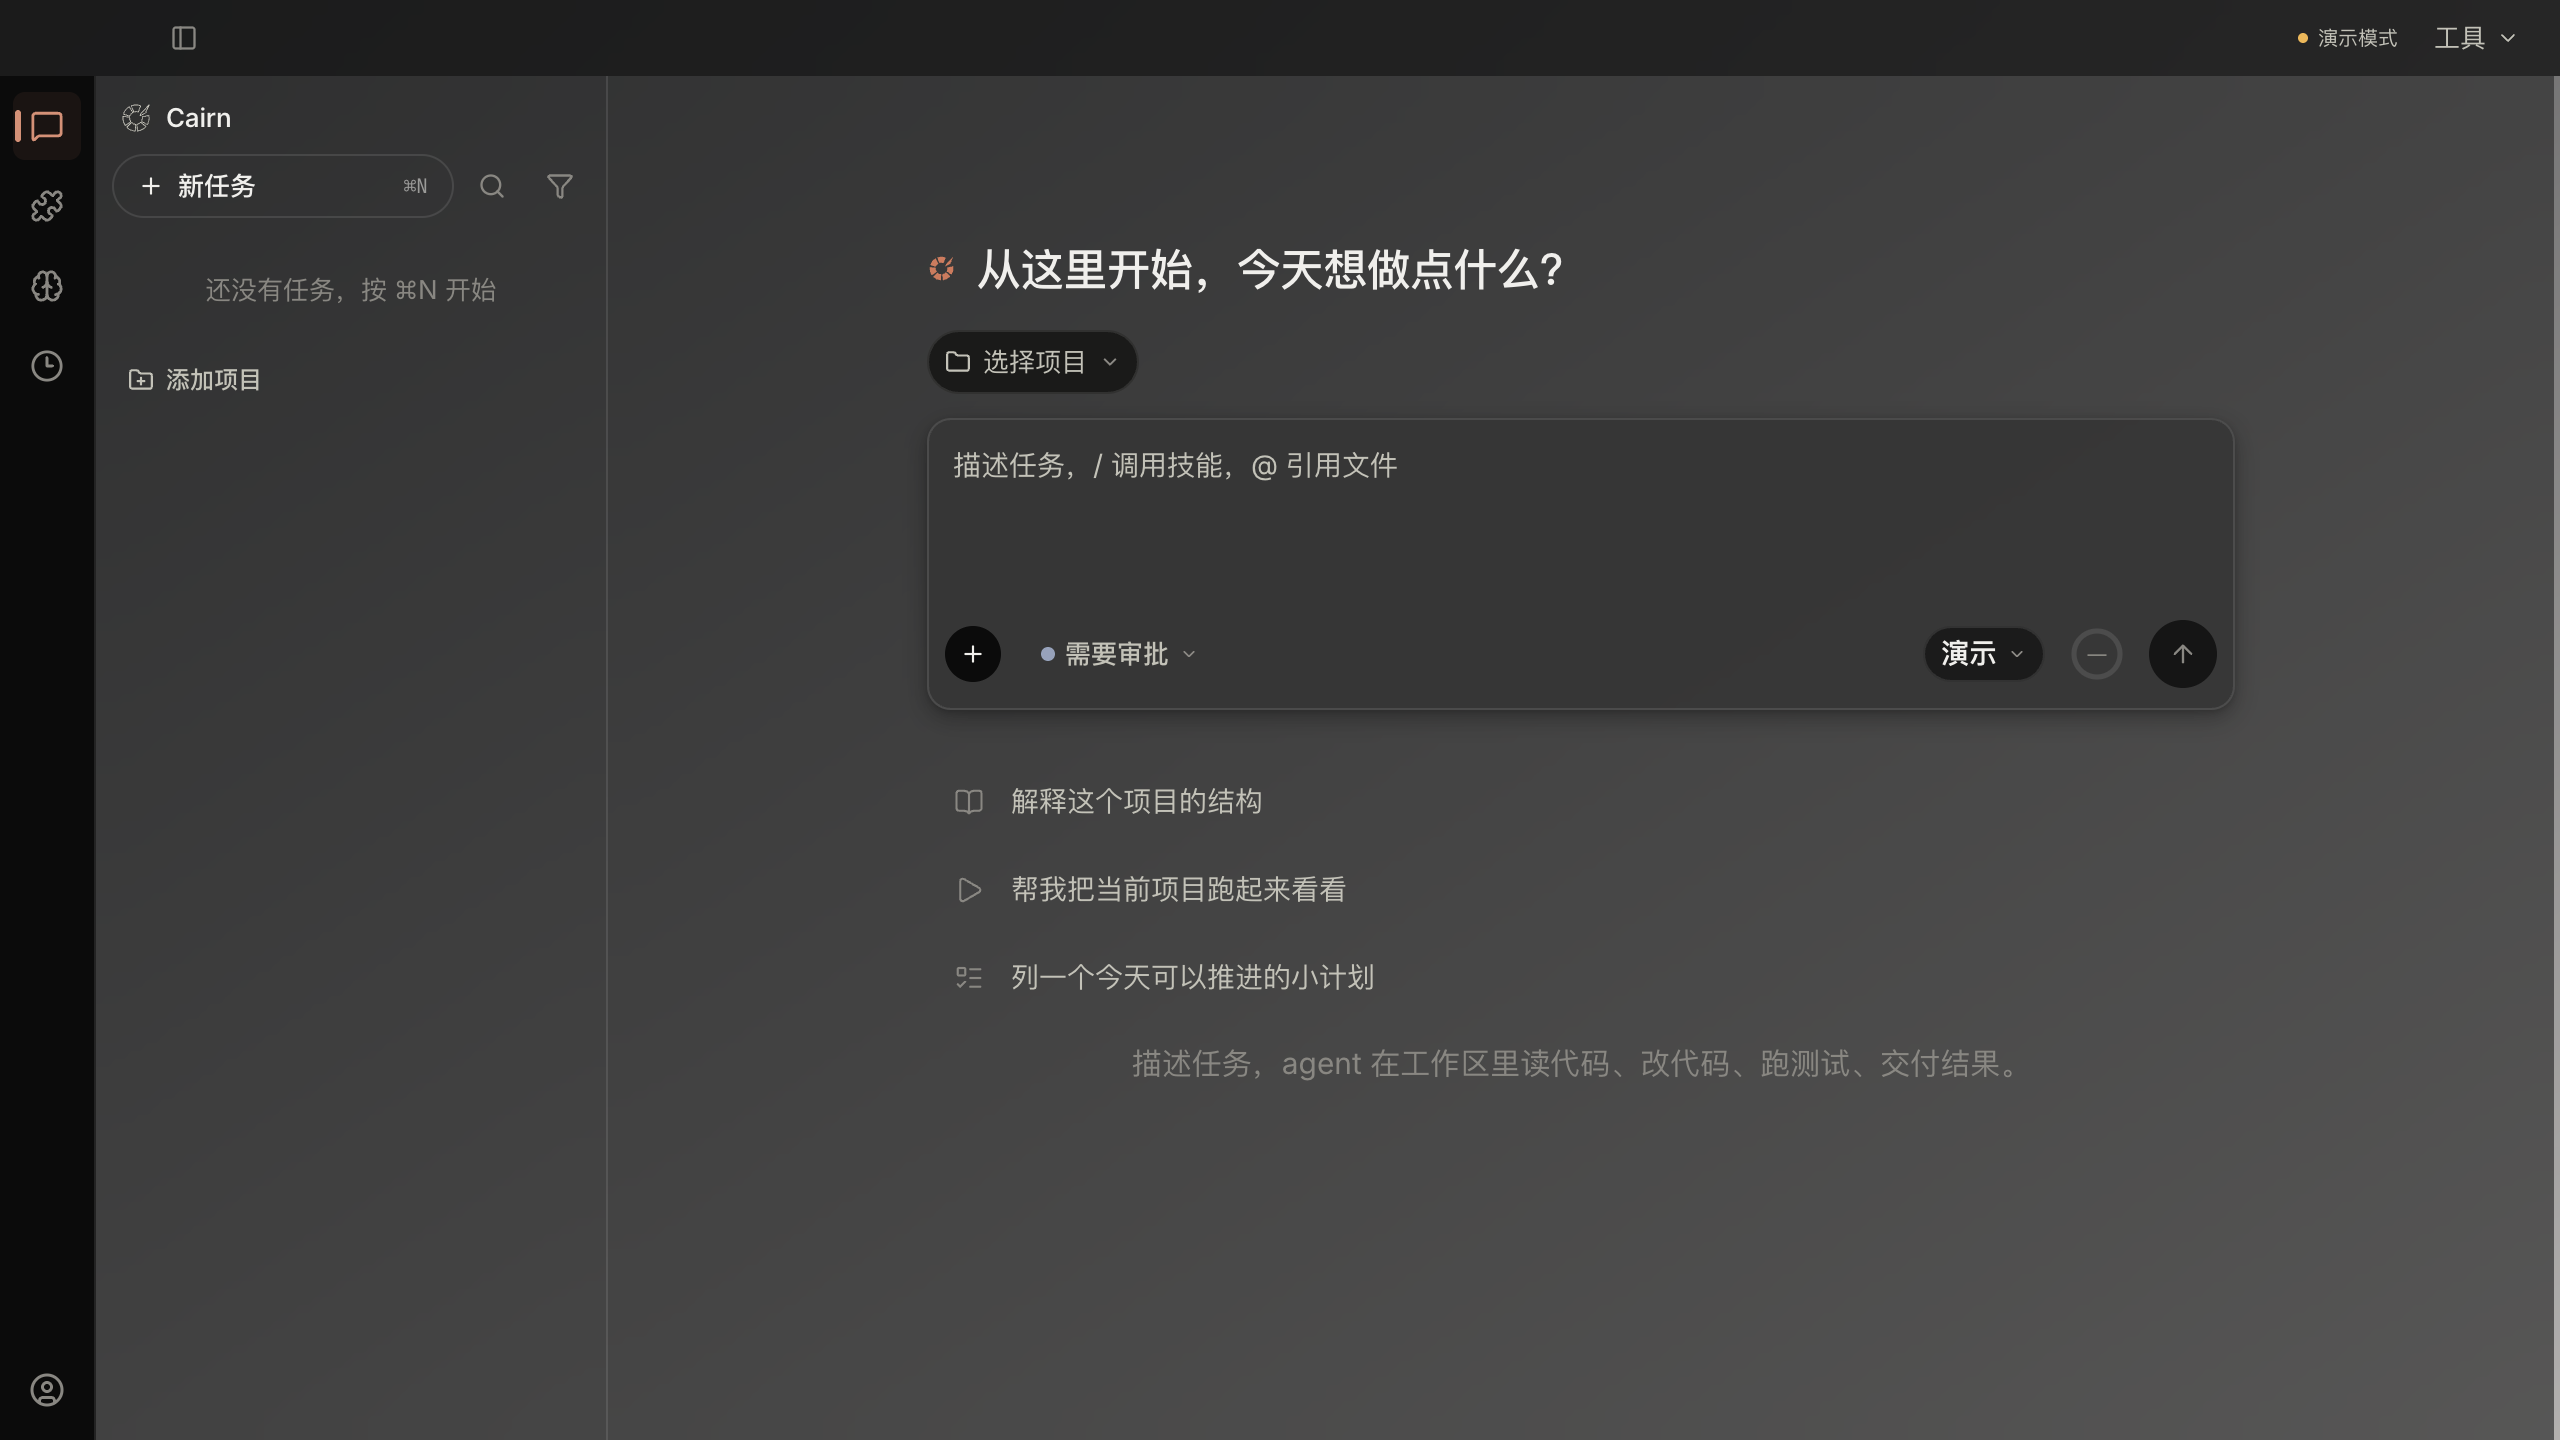 演示模式
工具
Cairn
新任务 ⌘N
还没有任务，按 ⌘N 开始
添加项目
从这里开始，今天想做点什么？
选择项目
描述任务，/ 调用技能，@ 引用文件
需要审批
演示
解释这个项目的结构
帮我把当前项目跑起来看看
列一个今天可以推进的小计划
描述任务，agent 在工作区里读代码、改代码、跑测试、交付结果。